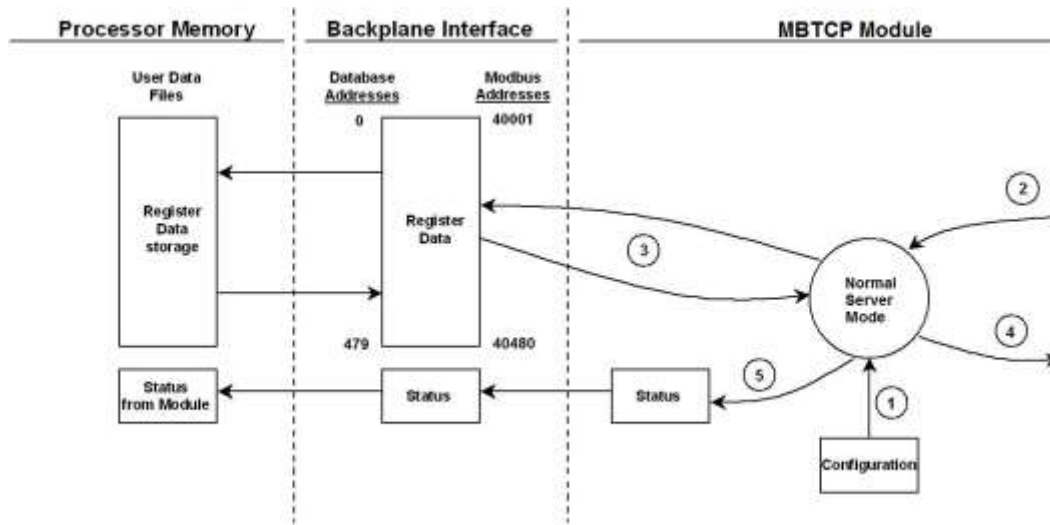 Processor Memory
Backplane Interface
MBTCP Module
User Data
Files
Database
Addresses
Modbus
Addresses
0
40001
Register
Data
storage
Register
Data
479
40480
Status
from Module
Status
Status
Normal
Server
Mode
Configuration
1
2
3
4
5